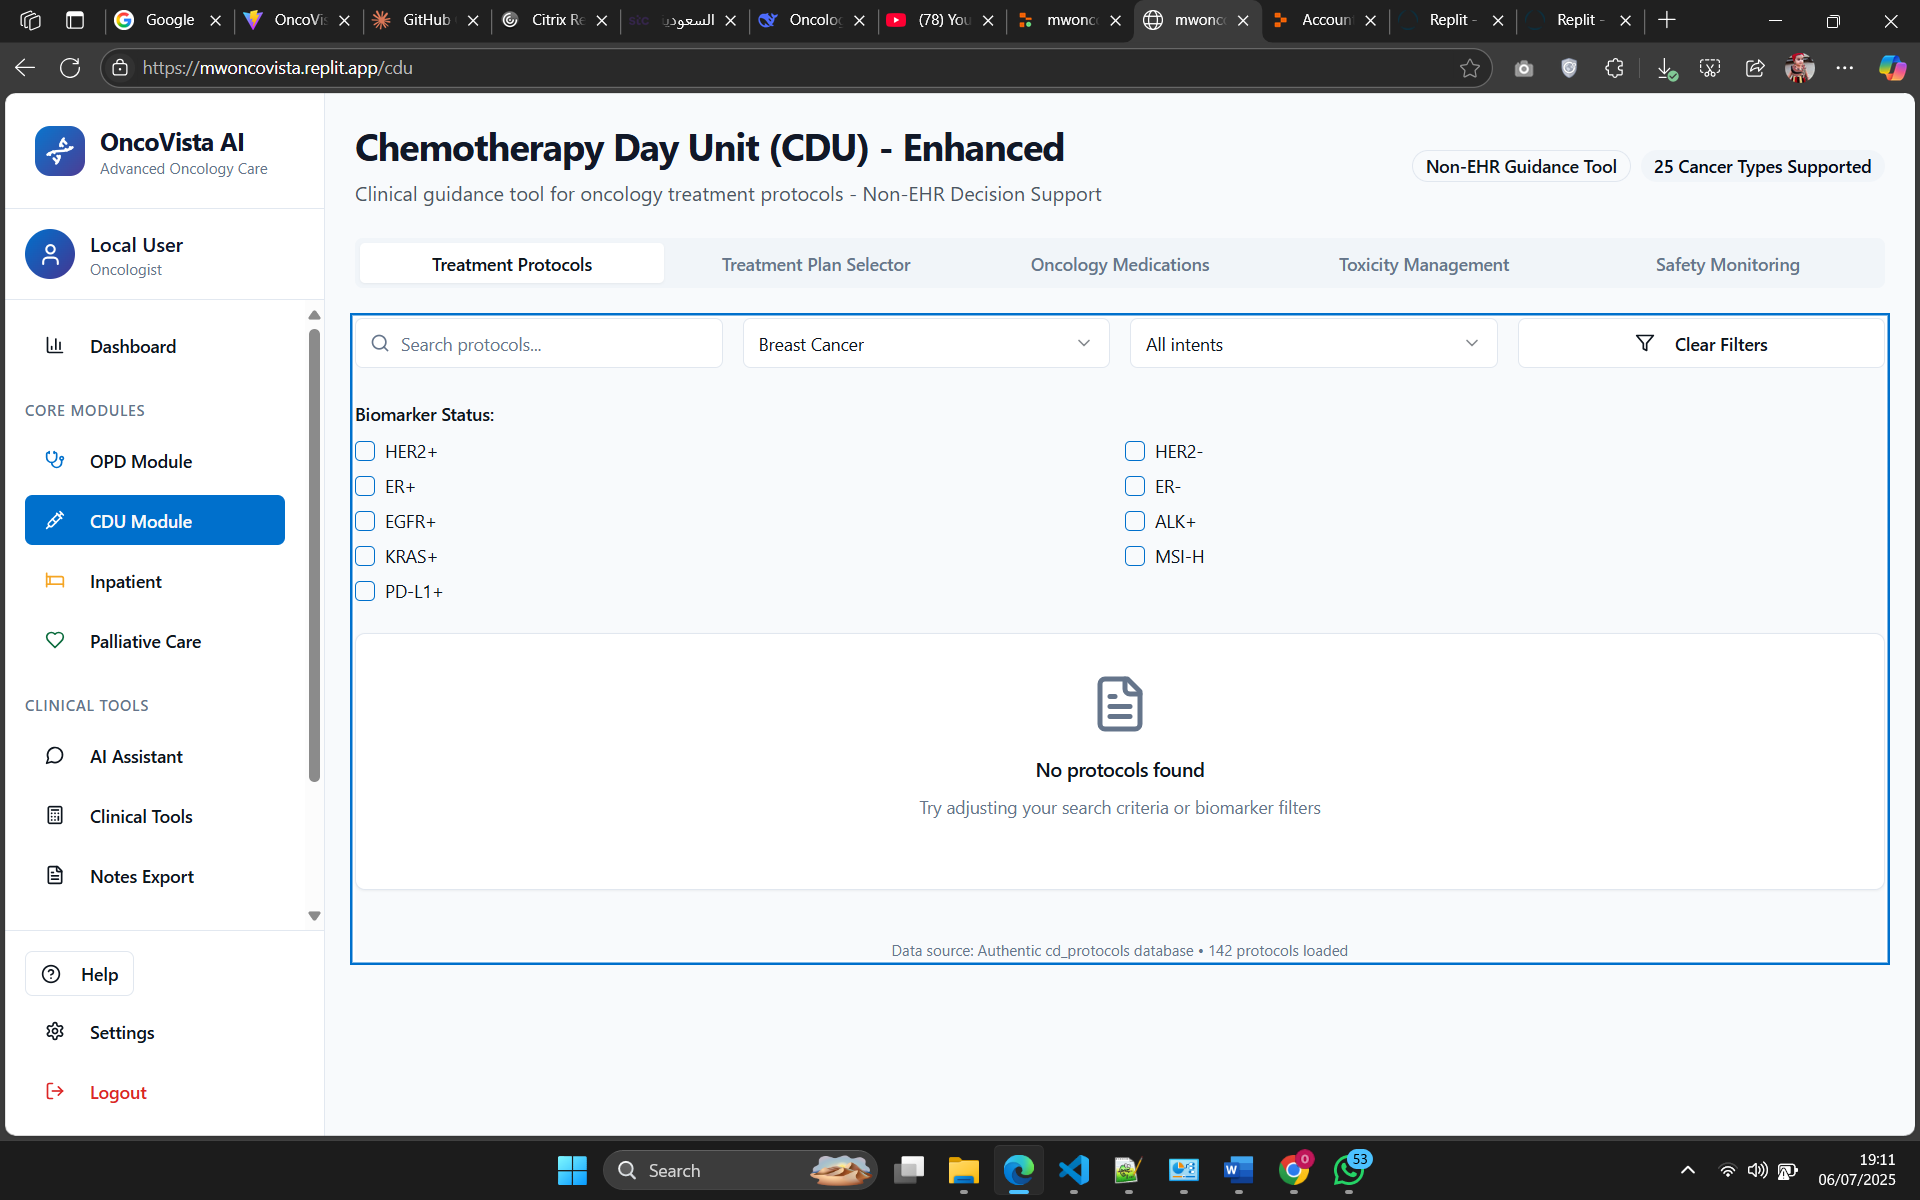 Google
OncoVis
GitHub
Citrix Re
stc السعودية
Oncolo
(78) You
mwonco
mwonco
Account
Replit -
Replit -
https://mwoncovista.replit.app/cdu
OncoVista AI
Advanced Oncology Care
Local User
Oncologist
Dashboard
CORE MODULES
OPD Module
CDU Module
Inpatient
Palliative Care
CLINICAL TOOLS
AI Assistant
Clinical Tools
Notes Export
Help
Settings
Logout
Chemotherapy Day Unit (CDU) - Enhanced
Clinical guidance tool for oncology treatment protocols - Non-EHR Decision Support
Non-EHR Guidance Tool
25 Cancer Types Supported
Treatment Protocols
Treatment Plan Selector
Oncology Medications
Toxicity Management
Safety Monitoring
Search protocols...
Breast Cancer
All intents
Clear Filters
Biomarker Status:
HER2+
HER2-
ER+
ER-
EGFR+
ALK+
KRAS+
MSI-H
PD-L1+
No protocols found
Try adjusting your search criteria or biomarker filters
Data source: Authentic cd_protocols database • 142 protocols loaded
Search
0
53
19:11
06/07/2025